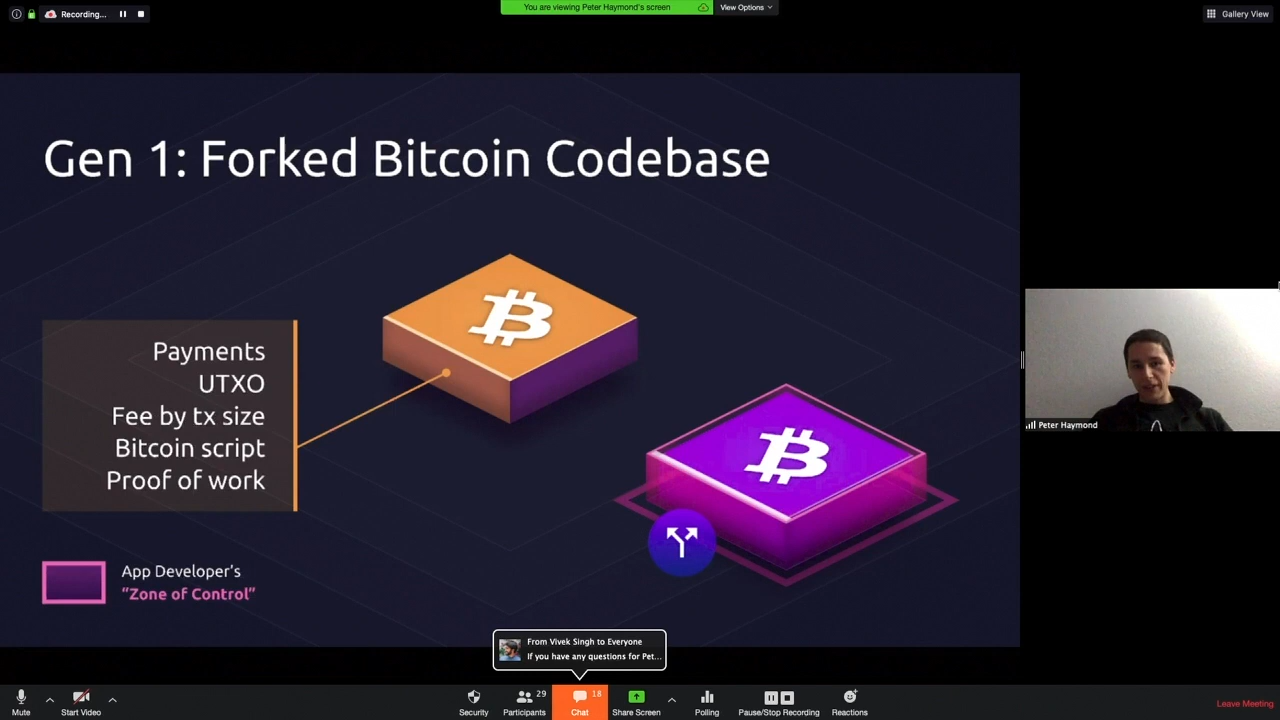 Recording...
You are viewing Peter Haymond's screen
View Options
Gallery View
Gen 1: Forked Bitcoin Codebase
Payments
UTXO
Fee by tx size
Bitcoin script
Proof of work
App Developer's
"Zone of Control"
Peter Haymond
From Vivek Singh to Everyone
If you have any questions for Pet...
Mute
Start Video
Security
29
Participants
18
Chat
Share Screen
Polling
Pause/Stop Recording
Reactions
Leave Meeting